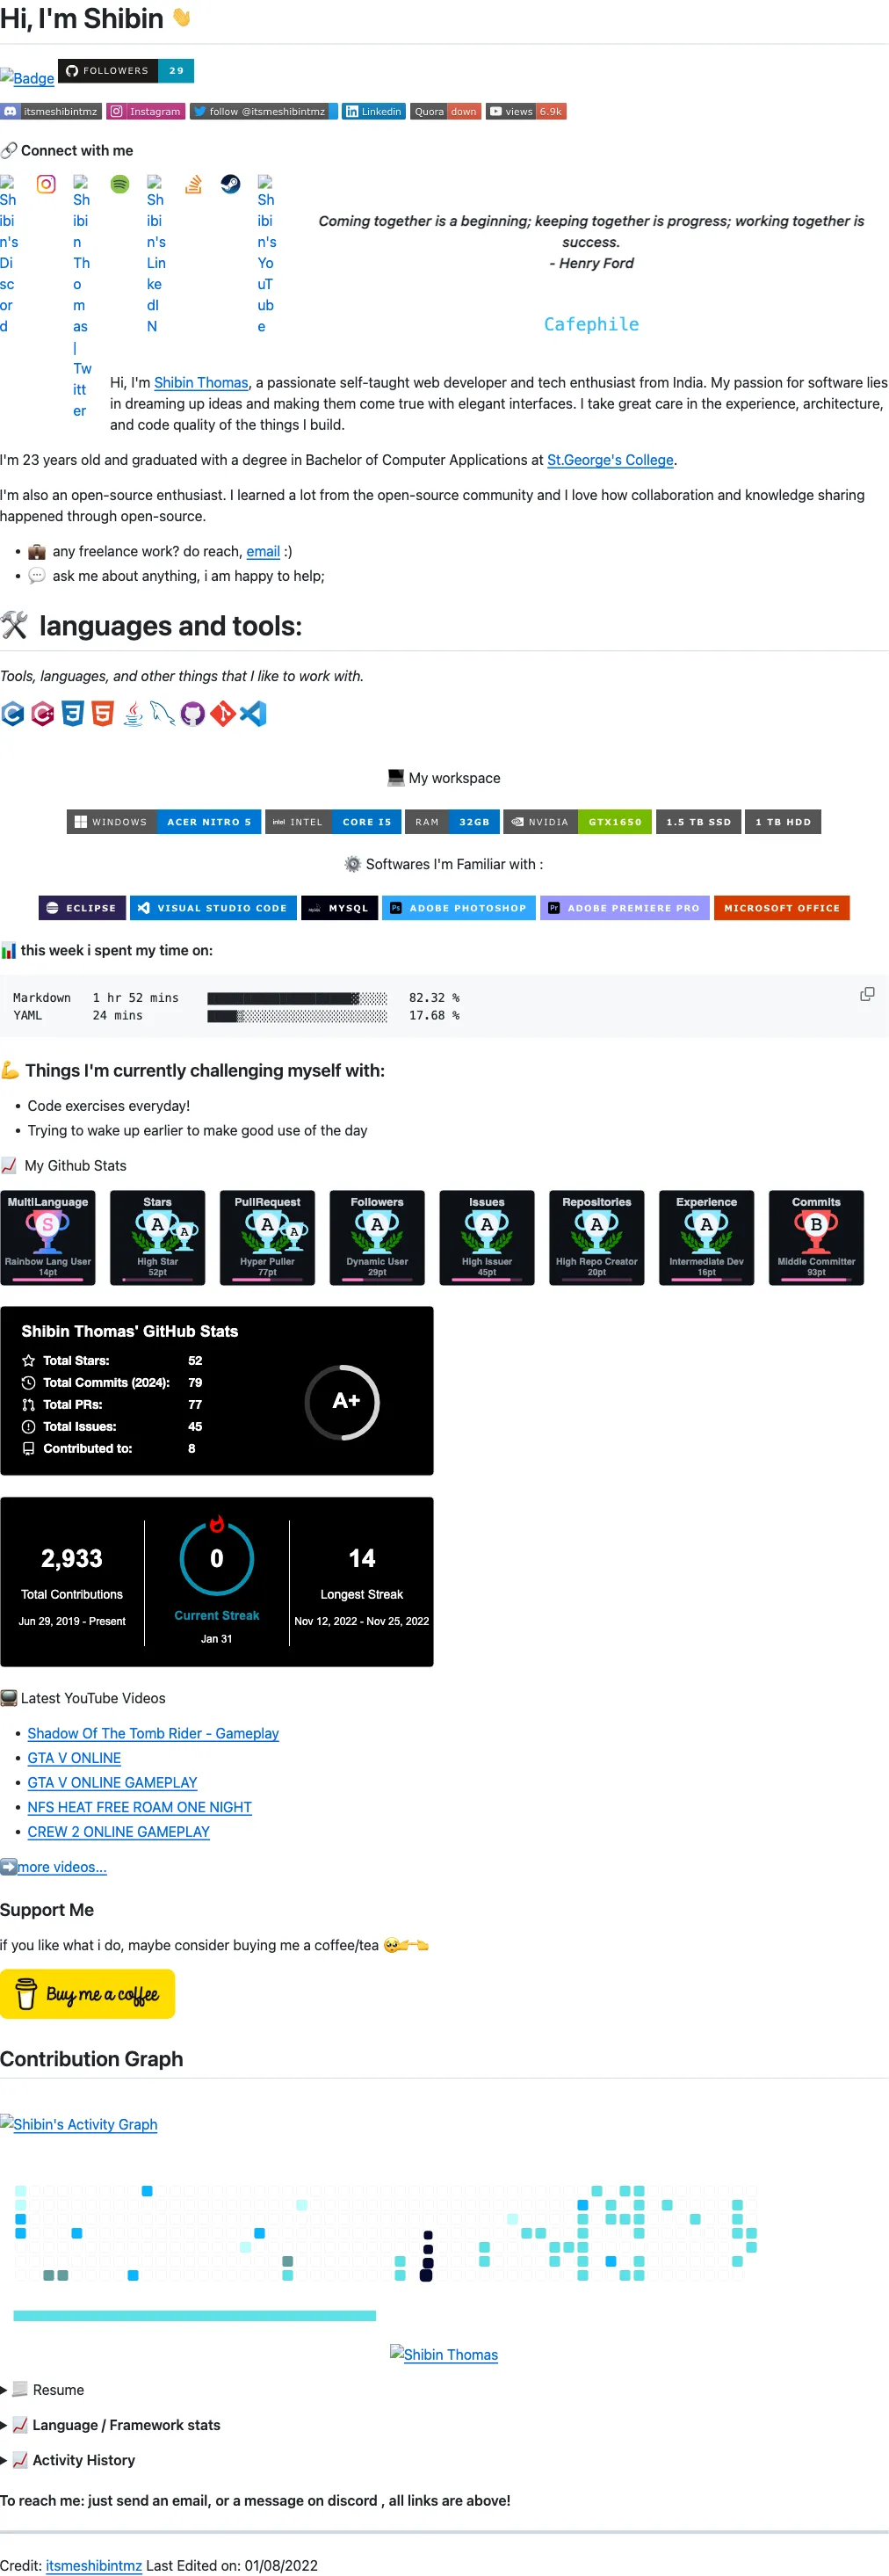 Hi, I'm Shibin 👋
Badge FOLLOWERS 29
itsmeshibintmz Instagram follow @itsmeshibintmz Linkedin Quora down views 6.9k
🔗 Connect with me
Shibin's Discord
Shibin Thomas | Twitter
Shibin's LinkedIN
Shibin's YouTube
Coming together is a beginning; keeping together is progress; working together is
success.
- Henry Ford
Cafephile
Hi, I'm Shibin Thomas, a passionate self-taught web developer and tech enthusiast from India. My passion for software lies
in dreaming up ideas and making them come true with elegant interfaces. I take great care in the experience, architecture,
and code quality of the things I build.
I'm 23 years old and graduated with a degree in Bachelor of Computer Applications at St.George's College.
I'm also an open-source enthusiast. I learned a lot from the open-source community and I love how collaboration and knowledge sharing
happened through open-source.
• 💼 any freelance work? do reach, email :)
• 💬 ask me about anything, i am happy to help;
🛠 languages and tools:
Tools, languages, and other things that I like to work with.
💻 My workspace
WINDOWS ACER NITRO 5 intel INTEL CORE I5 RAM 32GB NVIDIA GTX1650 1.5 TB SSD 1 TB HDD
⚙️ Softwares I'm Familiar with :
ECLIPSE VISUAL STUDIO CODE MYSQL Ps ADOBE PHOTOSHOP Pr ADOBE PREMIERE PRO MICROSOFT OFFICE
📊 this week i spent my time on:
Markdown 1 hr 52 mins 82.32 %
YAML 24 mins 17.68 %
💪 Things I'm currently challenging myself with:
• Code exercises everyday!
• Trying to wake up earlier to make good use of the day
📈 My Github Stats
MultiLanguage Stars PullRequest Followers Issues Repositories Experience Commits
S A A A A A A A A B
Rainbow Lang User High Star Hyper Puller Dynamic User High Issuer High Repo Creator Intermediate Dev Middle Committer
14pt 52pt 77pt 29pt 45pt 20pt 16pt 93pt
Shibin Thomas' GitHub Stats
Total Stars: 52
Total Commits (2024): 79
Total PRs: 77
Total Issues: 45
Contributed to: 8
A+
2,933 0 14
Total Contributions Current Streak Longest Streak
Jun 29, 2019 - Present Jan 31 Nov 12, 2022 - Nov 25, 2022
📺 Latest YouTube Videos
• Shadow Of The Tomb Rider - Gameplay
• GTA V ONLINE
• GTA V ONLINE GAMEPLAY
• NFS HEAT FREE ROAM ONE NIGHT
• CREW 2 ONLINE GAMEPLAY
➡️more videos...
Support Me
if you like what i do, maybe consider buying me a coffee/tea 🥺👉👈
Buy me a coffee
Contribution Graph
Shibin's Activity Graph
Shibin Thomas
▶ 📃 Resume
▶ 📈 Language / Framework stats
▶ 📈 Activity History
To reach me: just send an email, or a message on discord , all links are above!
Credit: itsmeshibintmz Last Edited on: 01/08/2022